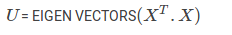 U = EIGEN VECTORS(X^T . X)